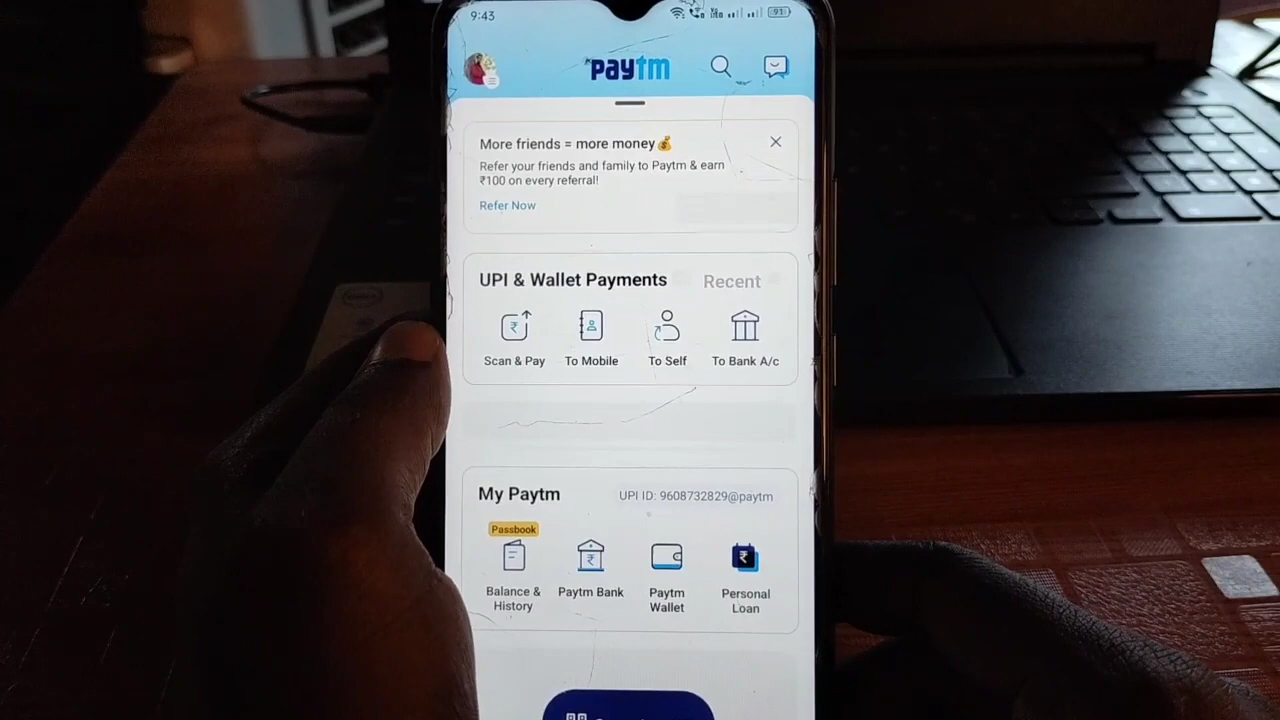 9:43
91
paytm
More friends = more money💰
Refer your friends and family to Paytm & earn
₹100 on every referral!
Refer Now
UPI & Wallet Payments
Recent
Scan & Pay
To Mobile
To Self
To Bank A/c
My Paytm
UPI ID: 9608732829@paytm
Passbook
Balance &
History
Paytm Bank
Paytm
Wallet
Personal
Loan